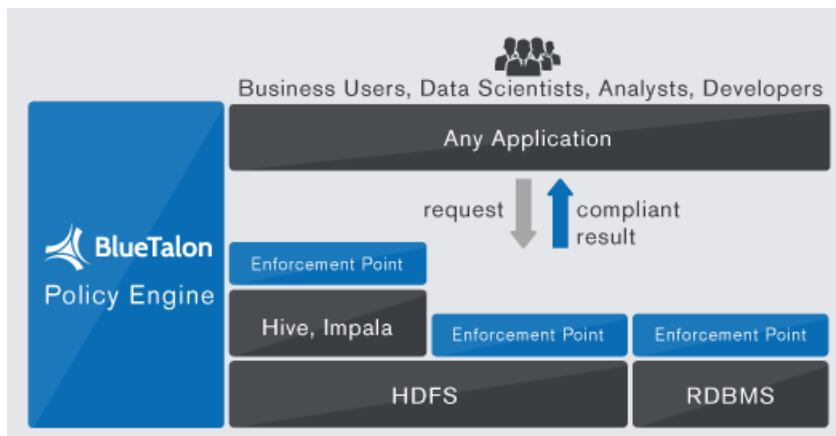 Business Users, Data Scientists, Analysts, Developers
Any Application
request
compliant
result
BlueTalon
Policy Engine
Enforcement Point
Hive, Impala
Enforcement Point
Enforcement Point
HDFS
RDBMS